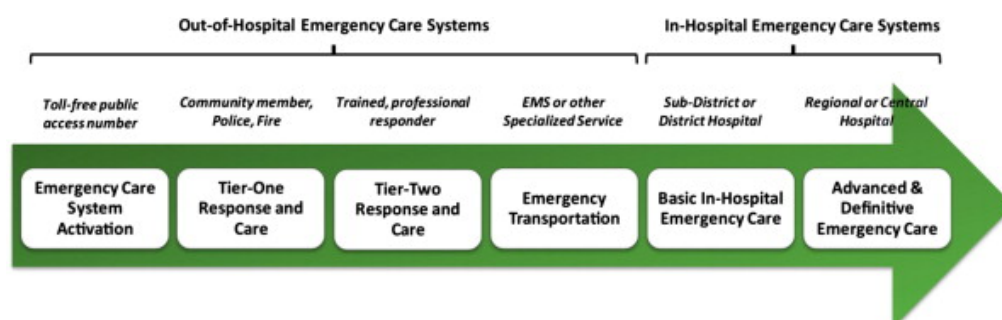 Out-of-Hospital Emergency Care Systems
In-Hospital Emergency Care Systems
Toll-free public
access number
Community member,
Police, Fire
Trained, professional
responder
EMS or other
Specialized Service
Sub-District or
District Hospital
Regional or Central
Hospital
Emergency Care
System
Activation
Tier-One
Response and
Care
Tier-Two
Response and
Care
Emergency
Transportation
Basic In-Hospital
Emergency Care
Advanced &
Definitive
Emergency Care